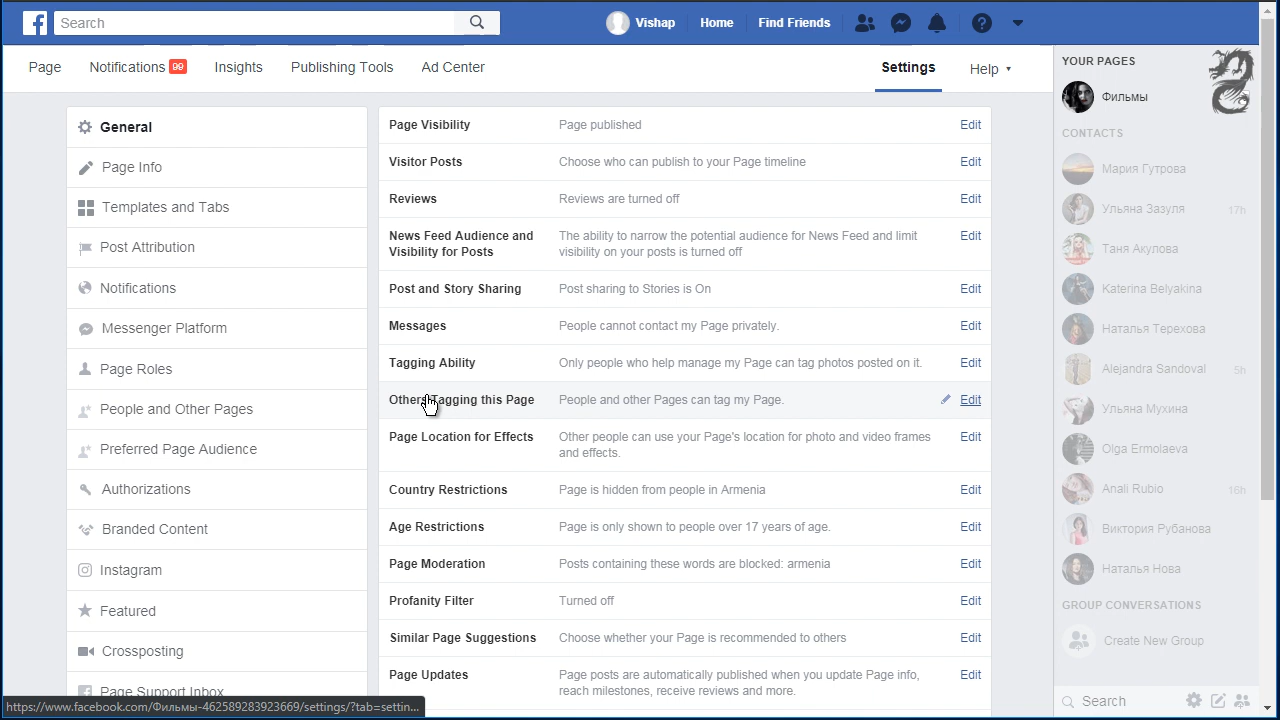 f Search
Vishap Home Find Friends
Page Notifications 99 Insights Publishing Tools Ad Center Settings Help
YOUR PAGES
Фильмы
CONTACTS
Мария Гутрова
Ульяна Зазуля 17h
Таня Акулова
Katerina Belyakina
Наталья Терехова
Alejandra Sandoval 5h
Ульяна Мухина
Olga Ermolaeva
Anali Rubio 16h
Виктория Рубанова
Наталья Нова
GROUP CONVERSATIONS
Create New Group
Search
General
Page Info
Templates and Tabs
Post Attribution
Notifications
Messenger Platform
Page Roles
People and Other Pages
Preferred Page Audience
Authorizations
Branded Content
Instagram
Featured
Crossposting
Page Support Inbox
Page Visibility Page published Edit
Visitor Posts Choose who can publish to your Page timeline Edit
Reviews Reviews are turned off Edit
News Feed Audience and The ability to narrow the potential audience for News Feed and limit Edit
Visibility for Posts visibility on your posts is turned off
Post and Story Sharing Post sharing to Stories is On Edit
Messages People cannot contact my Page privately. Edit
Tagging Ability Only people who help manage my Page can tag photos posted on it. Edit
Others Tagging this Page People and other Pages can tag my Page. Edit
Page Location for Effects Other people can use your Page's location for photo and video frames Edit
and effects.
Country Restrictions Page is hidden from people in Armenia Edit
Age Restrictions Page is only shown to people over 17 years of age. Edit
Page Moderation Posts containing these words are blocked: armenia Edit
Profanity Filter Turned off Edit
Similar Page Suggestions Choose whether your Page is recommended to others Edit
Page Updates Page posts are automatically published when you update Page info, Edit
reach milestones, receive reviews and more.
https://www.facebook.com/Фильмы-462589283923669/settings/?tab=settin...